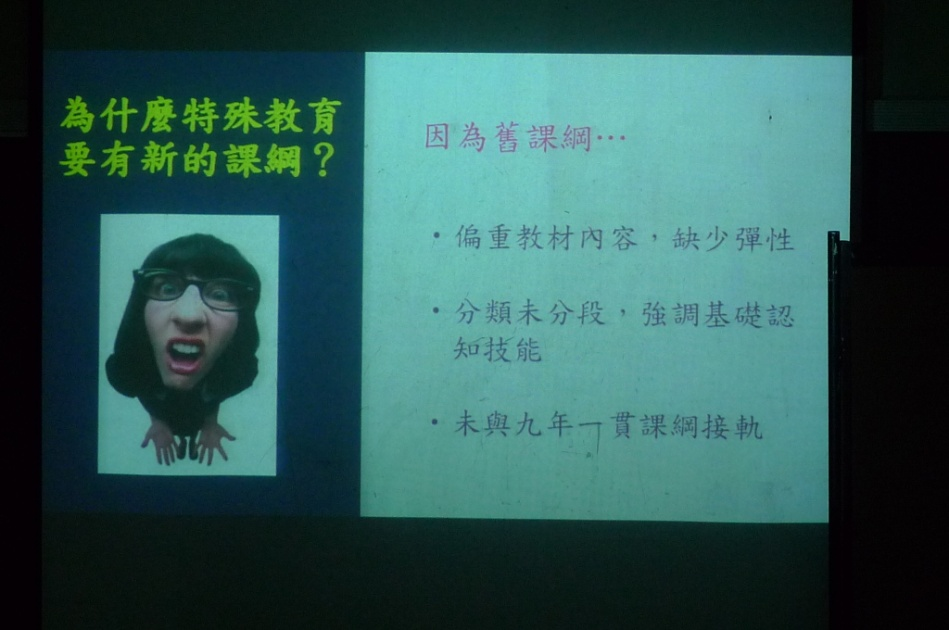 為什麼特殊教育
要有新的課綱？
因為舊課綱…
• 偏重教材內容，缺少彈性
• 分類未分段，強調基礎認
知技能
• 未與九年一貫課綱接軌